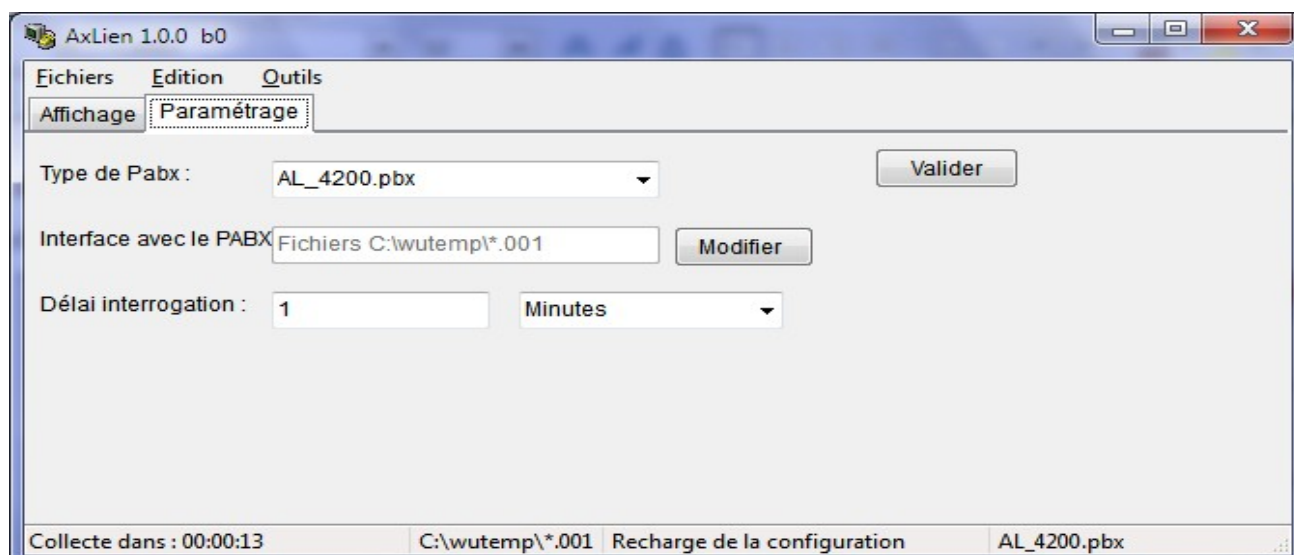 AxLien 1.0.0 b0
Fichiers Edition Outils
Affichage Paramétrage
Type de Pabx : AL_4200.pbx Valider
Interface avec le PABX Fichiers C:\wutemp\*.001 Modifier
Délai interrogation : 1 Minutes
Collecte dans : 00:00:13 C:\wutemp\*.001 Recharge de la configuration AL_4200.pbx